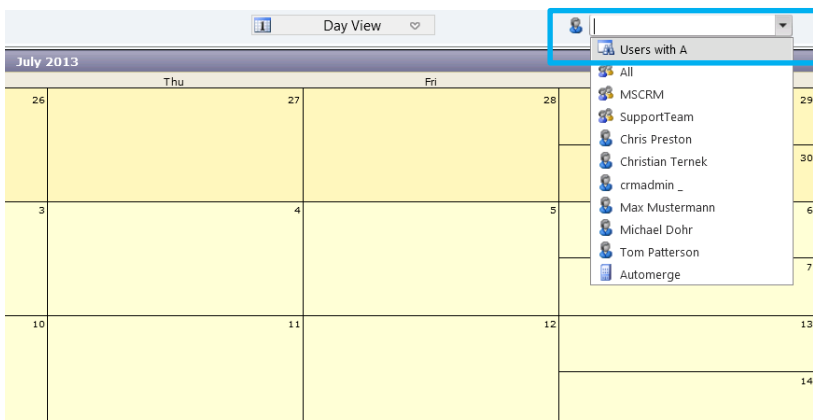 Day View
Users with A
July 2013
All
Thu Fri
MSCRM
26 27 28 29
SupportTeam
Chris Preston
Christian Ternek 30
crmadmin _
3 4 5 Max Mustermann 6
Michael Dohr
Tom Patterson
7
Automerge
10 11 12 13
14